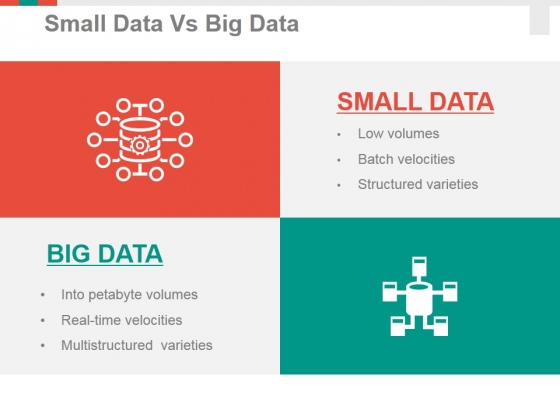 Small Data Vs Big Data
SMALL DATA
• Low volumes
• Batch velocities
• Structured varieties
BIG DATA
• Into petabyte volumes
• Real-time velocities
• Multistructured varieties